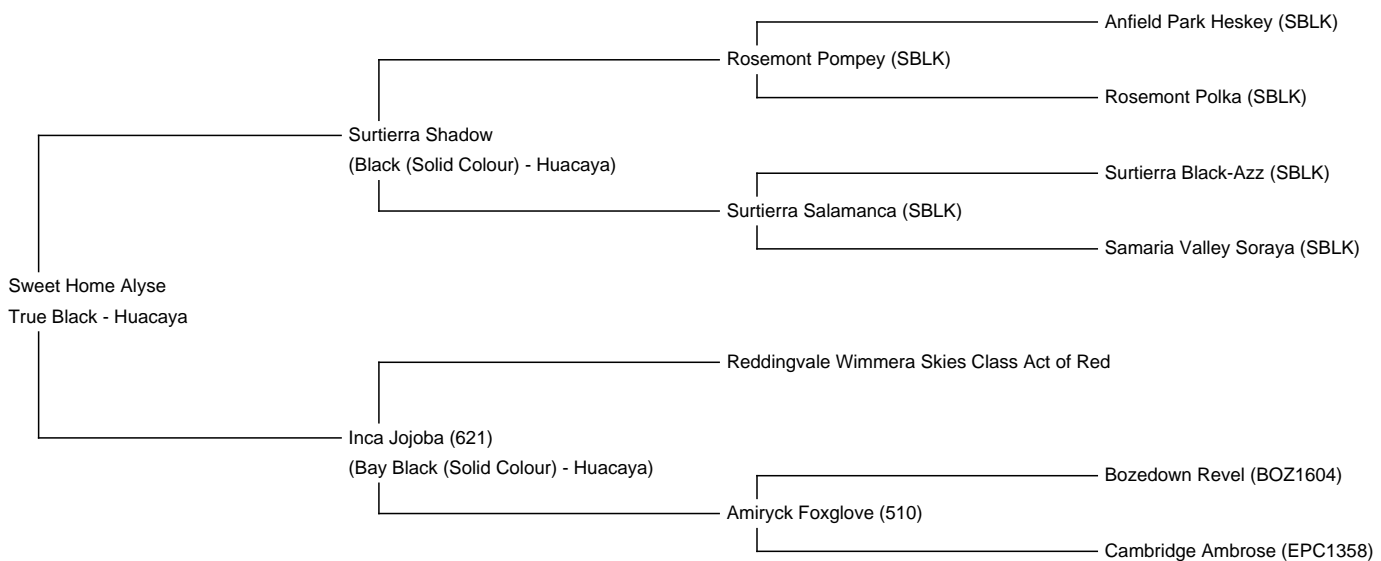 Anfield Park Heskey (SBLK)
Rosemont Pompey (SBLK)
Rosemont Polka (SBLK)
Surtierra Shadow
(Black (Solid Colour) - Huacaya)
Surtierra Black-Azz (SBLK)
Surtierra Salamanca (SBLK)
Samaria Valley Soraya (SBLK)
Sweet Home Alyse
True Black - Huacaya
Reddingvale Wimmera Skies Class Act of Red
Inca Jojoba (621)
(Bay Black (Solid Colour) - Huacaya)
Bozedown Revel (BOZ1604)
Amiryck Foxglove (510)
Cambridge Ambrose (EPC1358)